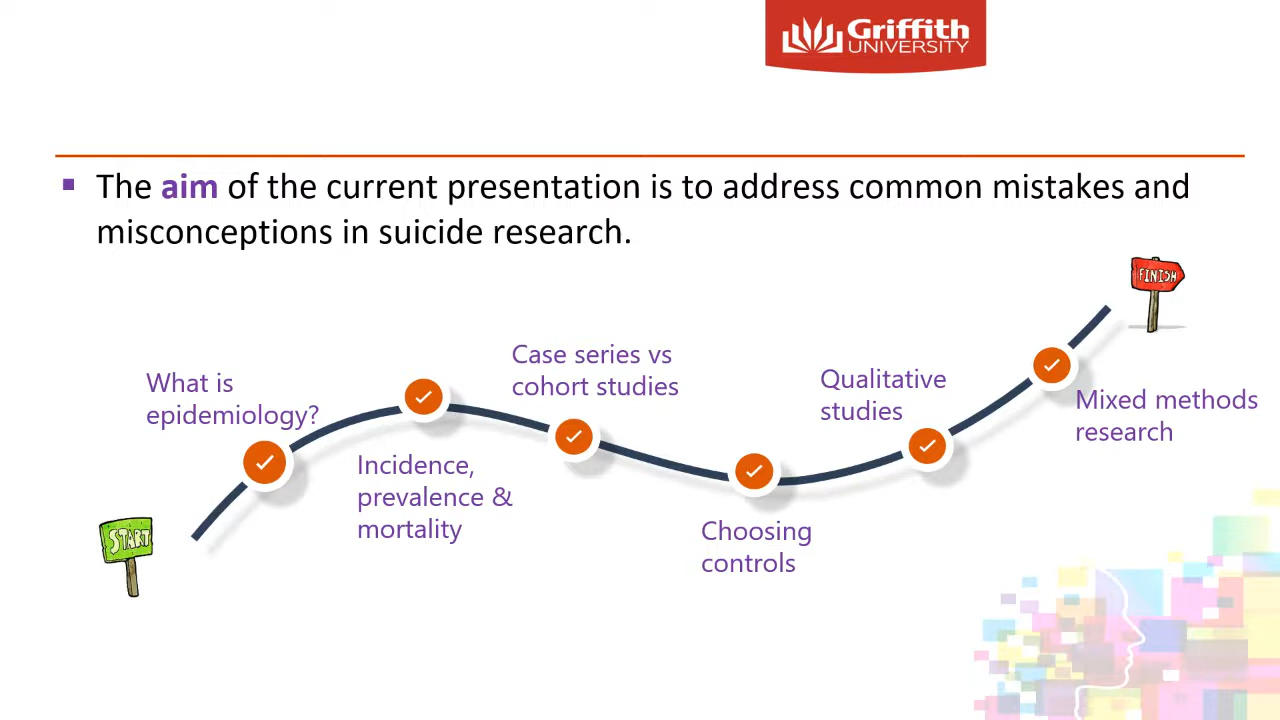 Griffith
UNIVERSITY
The aim of the current presentation is to address common mistakes and
misconceptions in suicide research.
START
What is
epidemiology?
Incidence,
prevalence &
mortality
Case series vs
cohort studies
Choosing
controls
Qualitative
studies
Mixed methods
research
FINISH